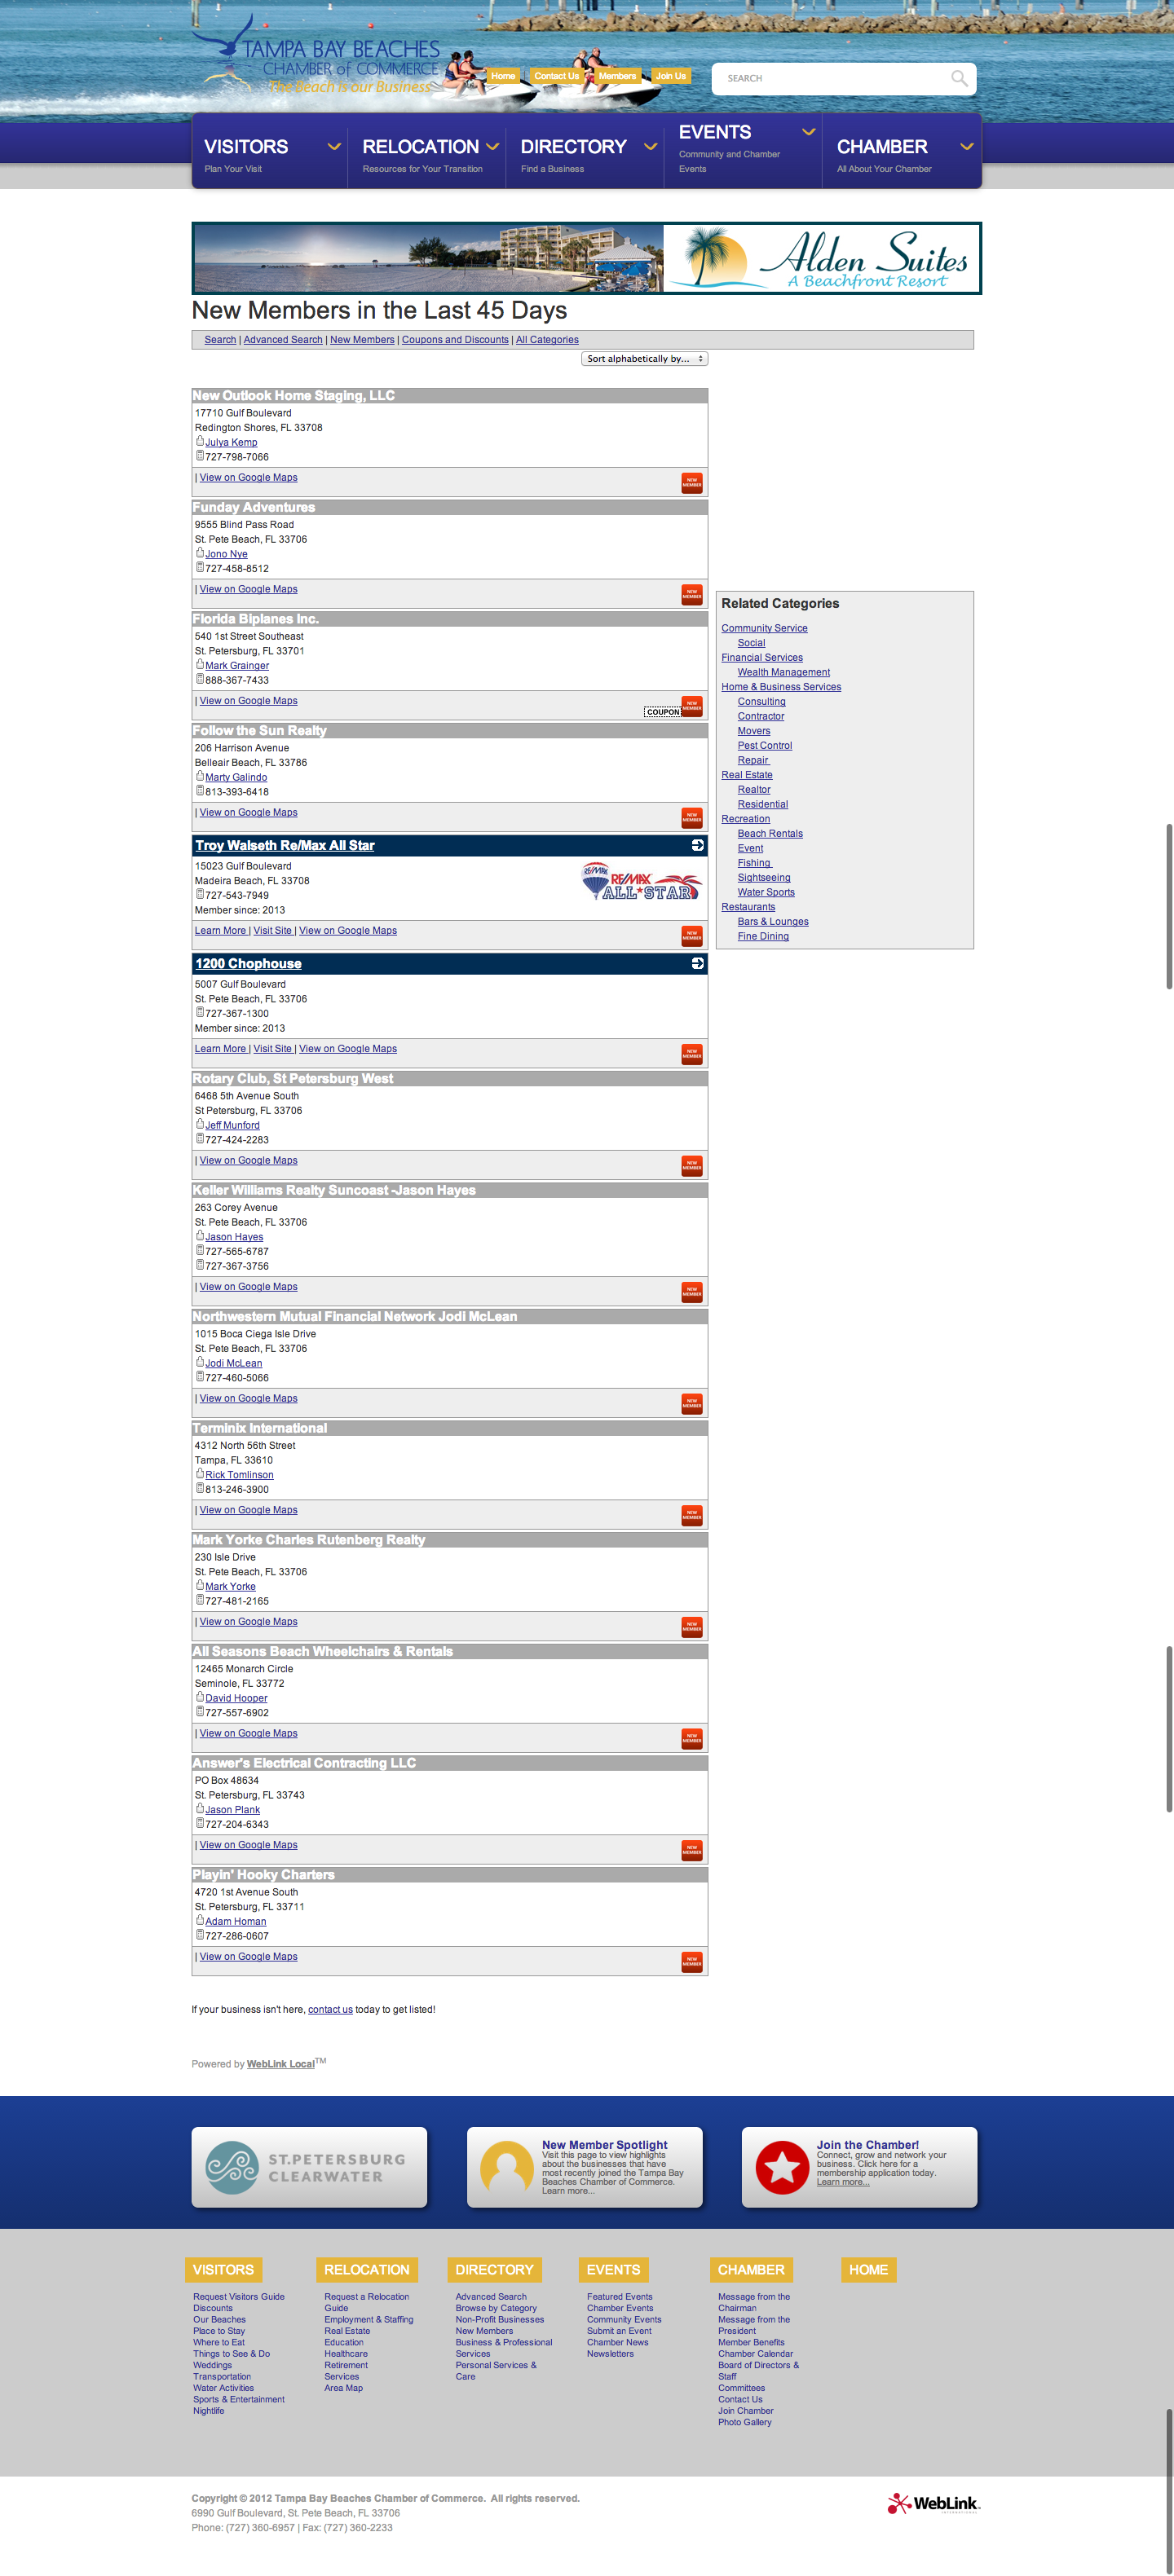 TAMPA BAY BEACHES
CHAMBER of COMMERCE
The Beach is our Business
Home Contact Us Members Join Us
SEARCH
VISITORS
Plan Your Visit
RELOCATION
Resources for Your Transition
DIRECTORY
Find a Business
EVENTS
Community and Chamber
Events
CHAMBER
All About Your Chamber
Alden Suites
A Beachfront Resort
New Members in the Last 45 Days
Search | Advanced Search | New Members | Coupons and Discounts | All Categories
Sort alphabetically by...
New Outlook Home Staging, LLC
17710 Gulf Boulevard
Redington Shores, FL 33708
Julya Kemp
727-798-7066
| View on Google Maps
NEW
MEMBER
Funday Adventures
9555 Blind Pass Road
St. Pete Beach, FL 33706
Jono Nye
727-458-8512
| View on Google Maps
NEW
MEMBER
Florida Biplanes Inc.
540 1st Street Southeast
St. Petersburg, FL 33701
Mark Grainger
888-367-7433
| View on Google Maps
COUPON
NEW
MEMBER
Follow the Sun Realty
206 Harrison Avenue
Belleair Beach, FL 33786
Marty Galindo
813-393-6418
| View on Google Maps
NEW
MEMBER
Troy Walseth Re/Max All Star
15023 Gulf Boulevard
Madeira Beach, FL 33708
727-543-7949
Member since: 2013
RE/MAX
ALL★STAR
Learn More | Visit Site | View on Google Maps
NEW
MEMBER
1200 Chophouse
5007 Gulf Boulevard
St. Pete Beach, FL 33706
727-367-1300
Member since: 2013
Learn More | Visit Site | View on Google Maps
NEW
MEMBER
Rotary Club, St Petersburg West
6468 5th Avenue South
St Petersburg, FL 33706
Jeff Munford
727-424-2283
| View on Google Maps
NEW
MEMBER
Keller Williams Realty Suncoast -Jason Hayes
263 Corey Avenue
St. Pete Beach, FL 33706
Jason Hayes
727-565-6787
727-367-3756
| View on Google Maps
NEW
MEMBER
Northwestern Mutual Financial Network Jodi McLean
1015 Boca Ciega Isle Drive
St. Pete Beach, FL 33706
Jodi McLean
727-460-5066
| View on Google Maps
NEW
MEMBER
Terminix International
4312 North 56th Street
Tampa, FL 33610
Rick Tomlinson
813-246-3900
| View on Google Maps
NEW
MEMBER
Mark Yorke Charles Rutenberg Realty
230 Isle Drive
St. Pete Beach, FL 33706
Mark Yorke
727-481-2165
| View on Google Maps
NEW
MEMBER
All Seasons Beach Wheelchairs & Rentals
12465 Monarch Circle
Seminole, FL 33772
David Hooper
727-557-6902
| View on Google Maps
NEW
MEMBER
Answer's Electrical Contracting LLC
PO Box 48634
St. Petersburg, FL 33743
Jason Plank
727-204-6343
| View on Google Maps
NEW
MEMBER
Playin' Hooky Charters
4720 1st Avenue South
St. Petersburg, FL 33711
Adam Homan
727-286-0607
| View on Google Maps
NEW
MEMBER
Related Categories
Community Service
Social
Financial Services
Wealth Management
Home & Business Services
Consulting
Contractor
Movers
Pest Control
Repair
Real Estate
Realtor
Residential
Recreation
Beach Rentals
Event
Fishing
Sightseeing
Water Sports
Restaurants
Bars & Lounges
Fine Dining
If your business isn't here, contact us today to get listed!
Powered by WebLink Local™
ST.PETERSBURG
CLEARWATER
New Member Spotlight
Visit this page to view highlights
about the businesses that have
most recently joined the Tampa Bay
Beaches Chamber of Commerce.
Learn more...
Join the Chamber!
Connect, grow and network your
business. Click here for a
membership application today.
Learn more...
VISITORS
Request Visitors Guide
Discounts
Our Beaches
Place to Stay
Where to Eat
Things to See & Do
Weddings
Transportation
Water Activities
Sports & Entertainment
Nightlife
RELOCATION
Request a Relocation
Guide
Employment & Staffing
Real Estate
Education
Healthcare
Retirement
Services
Area Map
DIRECTORY
Advanced Search
Browse by Category
Non-Profit Businesses
New Members
Business & Professional
Services
Personal Services &
Care
EVENTS
Featured Events
Chamber Events
Community Events
Submit an Event
Chamber News
Newsletters
CHAMBER
Message from the
Chairman
Message from the
President
Member Benefits
Chamber Calendar
Board of Directors &
Staff
Committees
Contact Us
Join Chamber
Photo Gallery
HOME
Copyright © 2012 Tampa Bay Beaches Chamber of Commerce. All rights reserved.
6990 Gulf Boulevard, St. Pete Beach, FL 33706
Phone: (727) 360-6957 | Fax: (727) 360-2233
WebLink
INTERNATIONAL